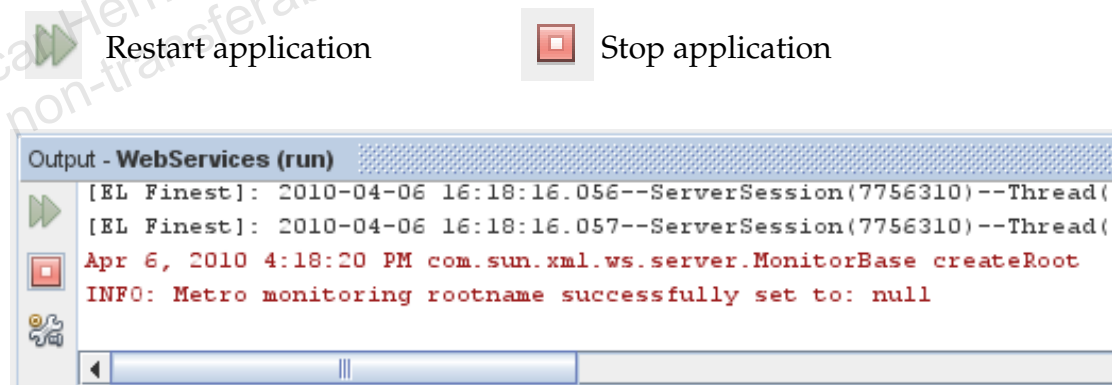 Restart application
Stop application
non-transferab
Output - WebServices (run)
[EL Finest]: 2010-04-06 16:18:16.056--ServerSession(7756310)--Thread(
[EL Finest]: 2010-04-06 16:18:16.057--ServerSession(7756310)--Thread(
Apr 6, 2010 4:18:20 PM com.sun.xml.ws.server.MonitorBase createRoot
INFO: Metro monitoring rootname successfully set to: null